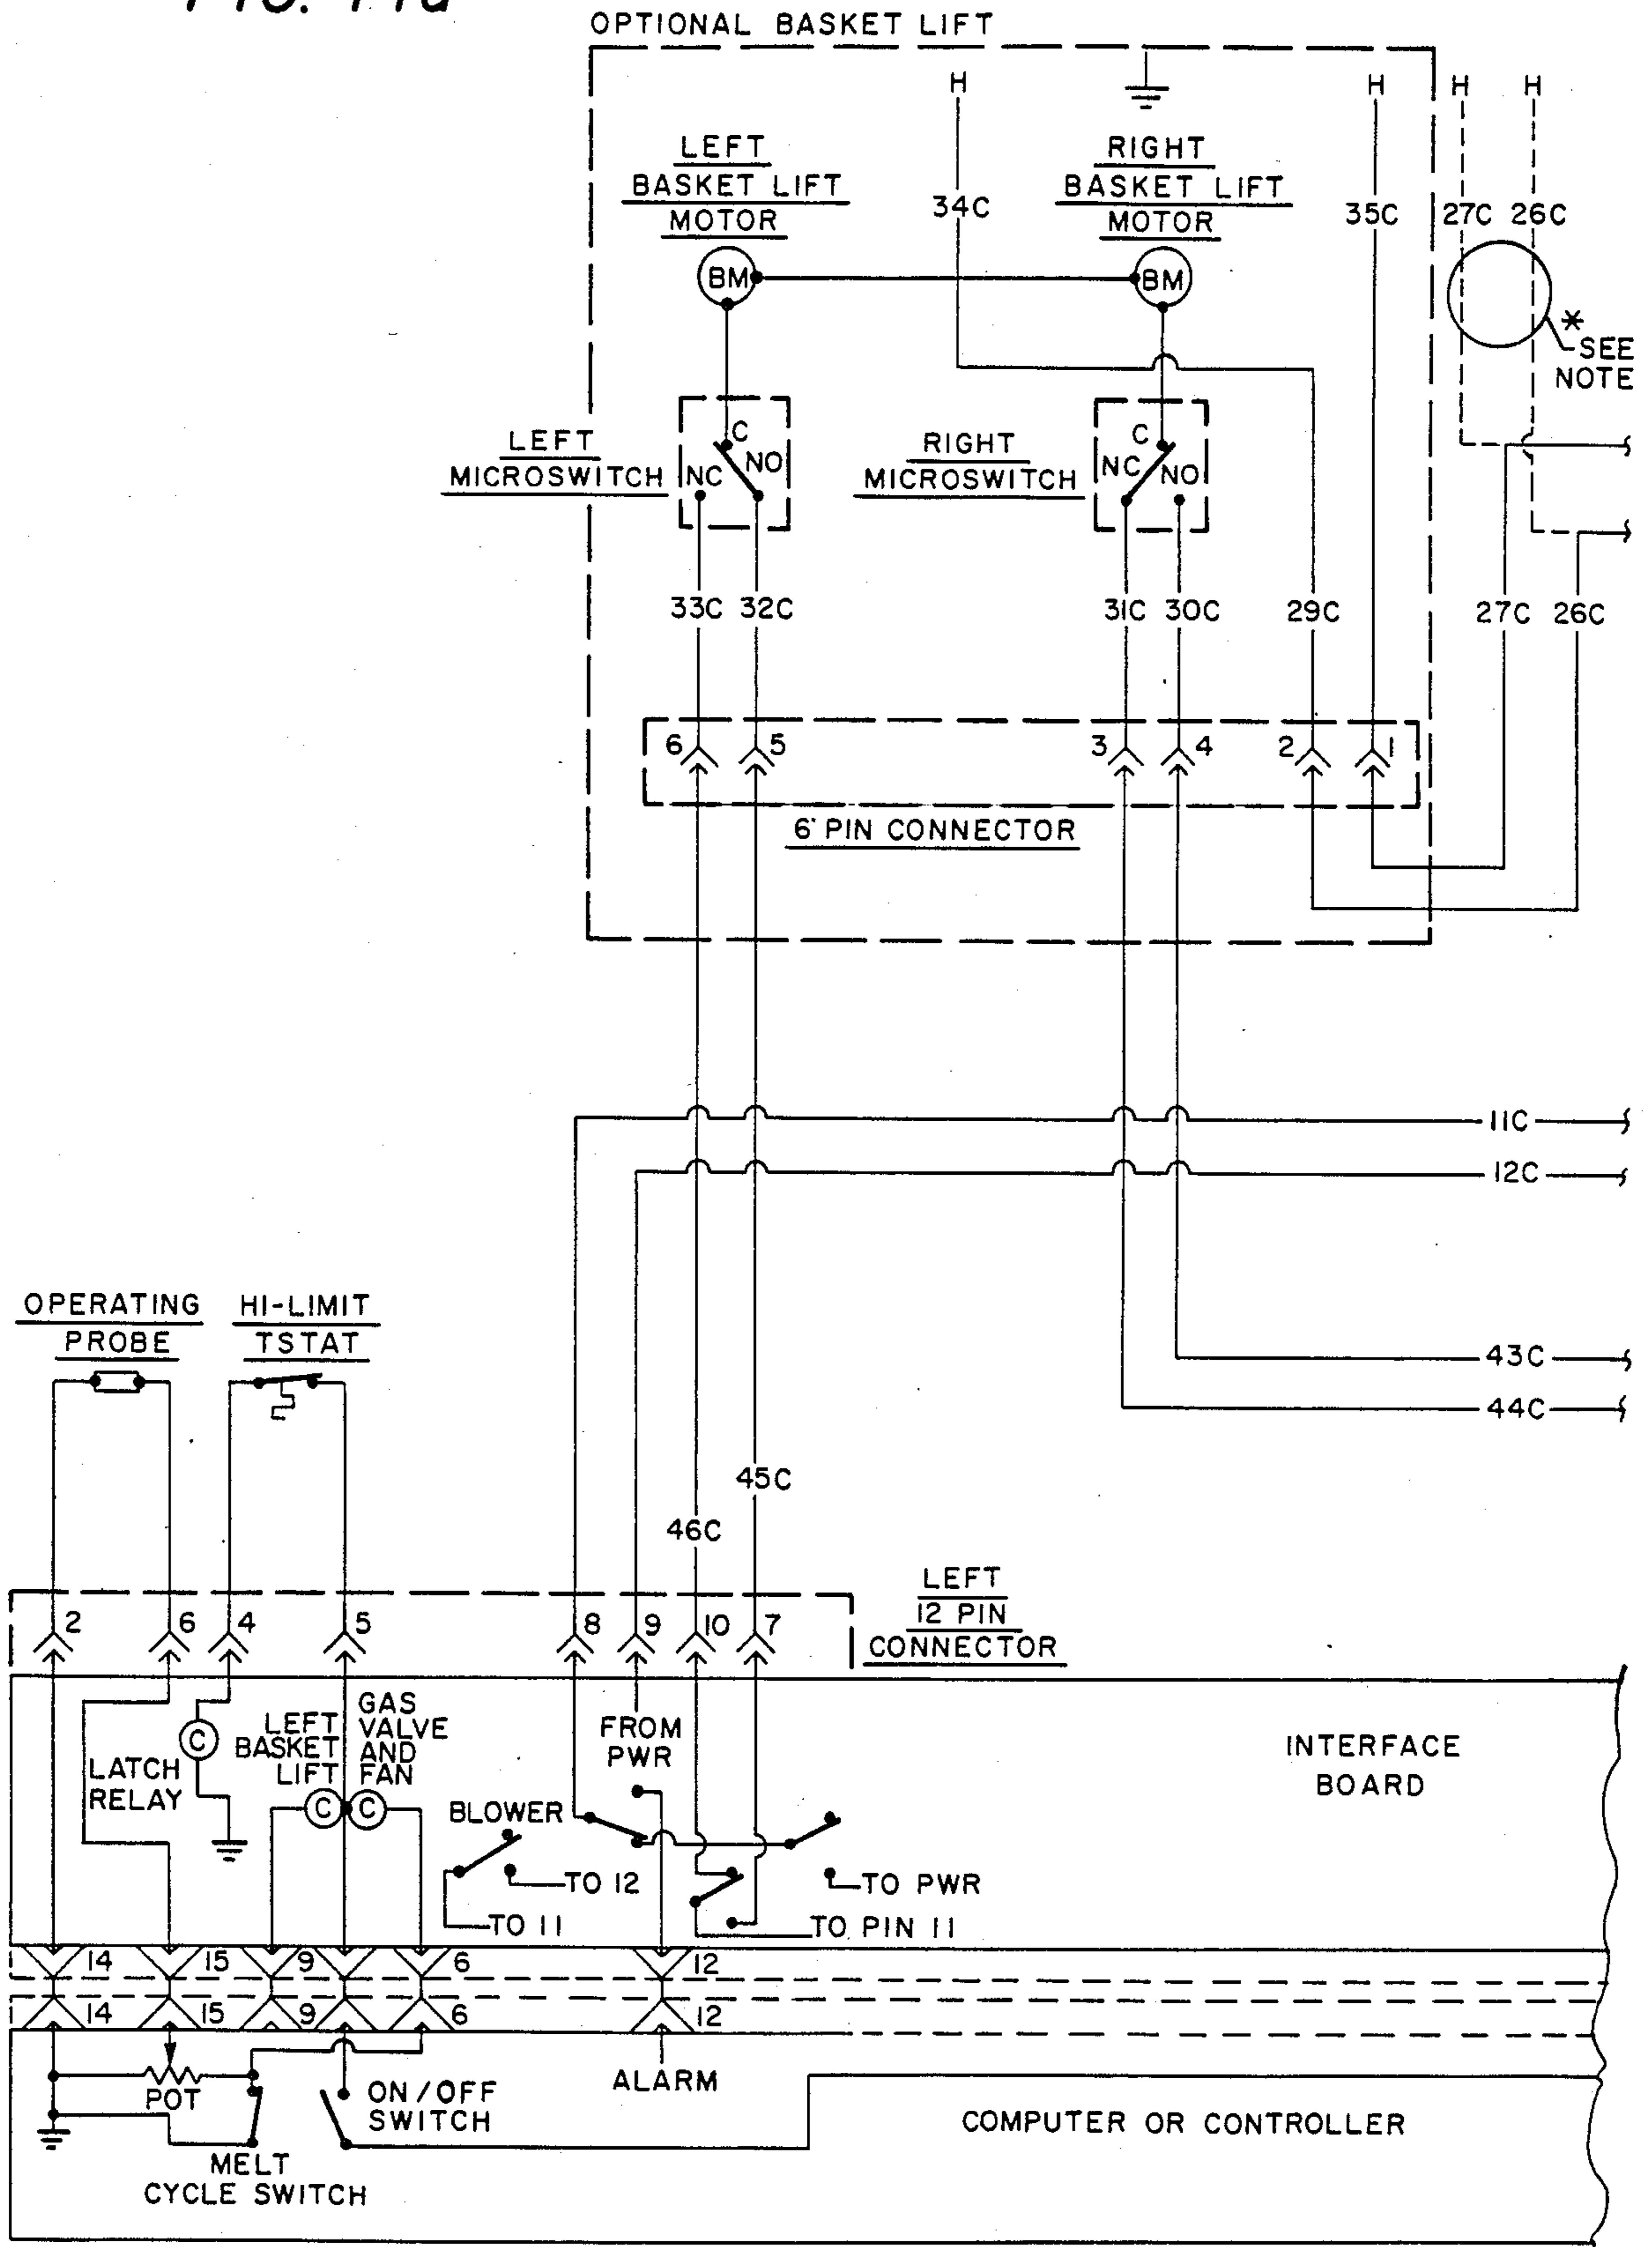 FIG. 11a
OPTIONAL BASKET LIFT
H
H
H
H
LEFT
BASKET LIFT
MOTOR
34C
RIGHT
BASKET LIFT
MOTOR
35C
27C
26C
BM
BM
*
SEE
NOTE
LEFT
MICROSWITCH
C
NC
NO
RIGHT
MICROSWITCH
C
NC
NO
33C
32C
31C
30C
29C
27C
26C
6
5
3
4
2
1
6 PIN CONNECTOR
11C
12C
OPERATING
PROBE
HI-LIMIT
TSTAT
43C
44C
45C
46C
LEFT
12 PIN
CONNECTOR
2
6
4
5
8
9
10
7
LATCH
RELAY
C
LEFT
BASKET
LIFT
GAS
VALVE
AND
FAN
C
C
FROM
PWR
INTERFACE
BOARD
BLOWER
TO 12
TO 11
TO PWR
TO PIN 11
14
15
9
6
12
14
15
9
6
12
POT
ON/OFF
SWITCH
ALARM
MELT
CYCLE SWITCH
COMPUTER OR CONTROLLER